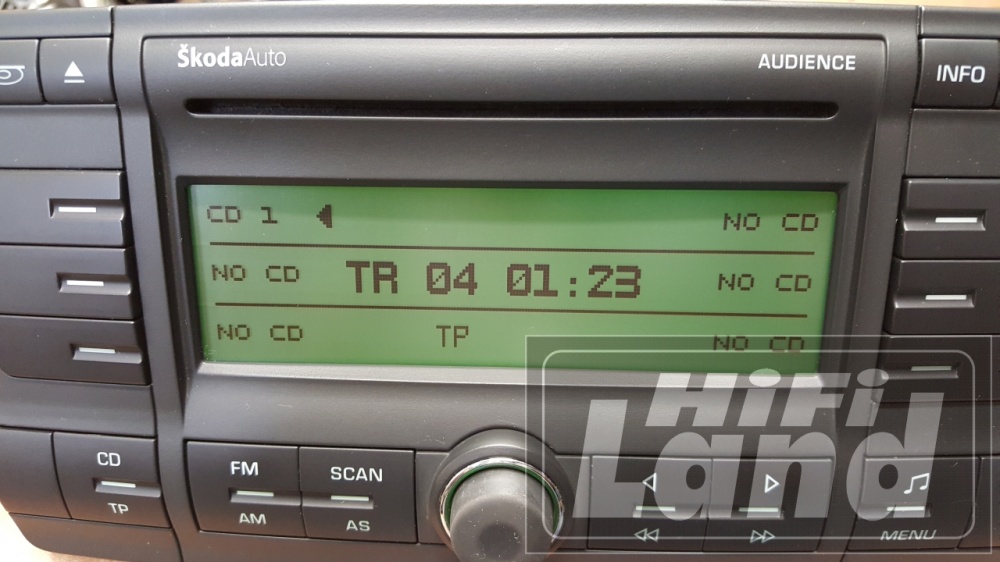 ŠkodaAuto
AUDIENCE
INFO
CD 1 NO CD
NO CD TR 04 01:23 NO CD
NO CD TP NO CD
HiFi
Land
CD
TP
FM
AM
SCAN
AS
MENU